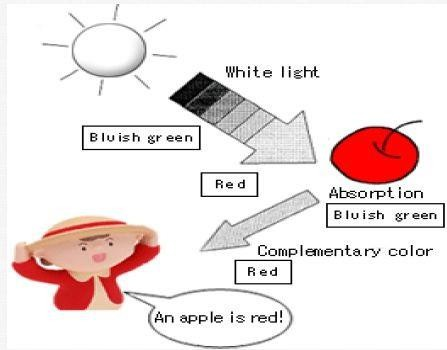 White light
Bluish green
Red
Absorption
Bluish green
Complementary color
Red
An apple is red!